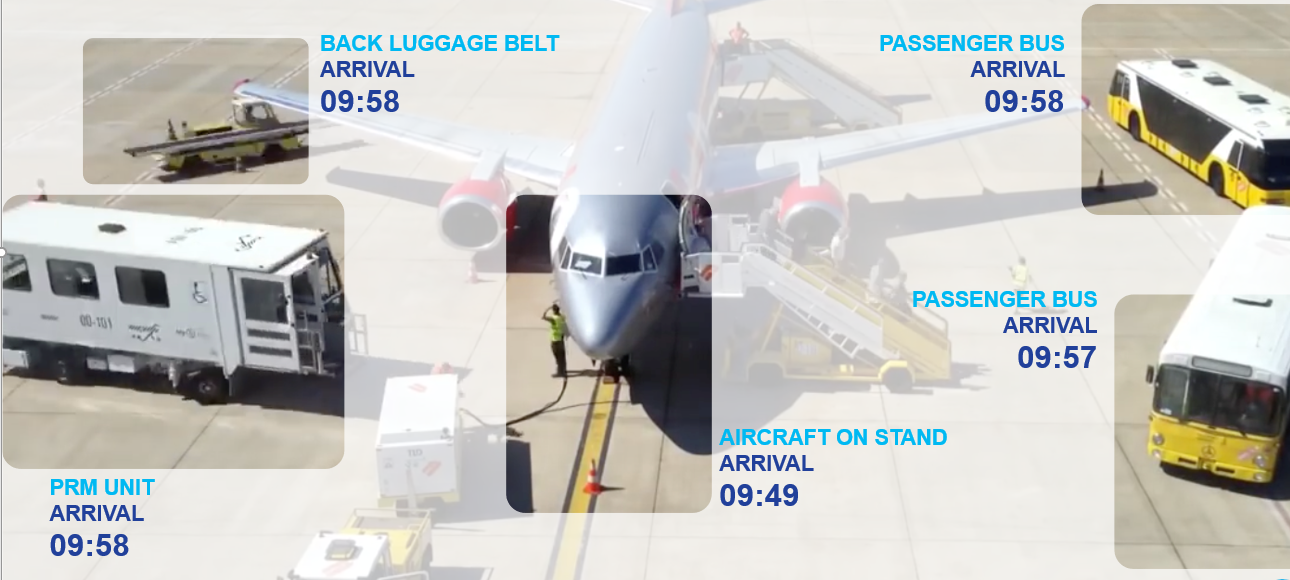 BACK LUGGAGE BELT
ARRIVAL
09:58
PASSENGER BUS
ARRIVAL
09:58
PASSENGER BUS
ARRIVAL
09:57
AIRCRAFT ON STAND
ARRIVAL
09:49
PRM UNIT
ARRIVAL
09:58